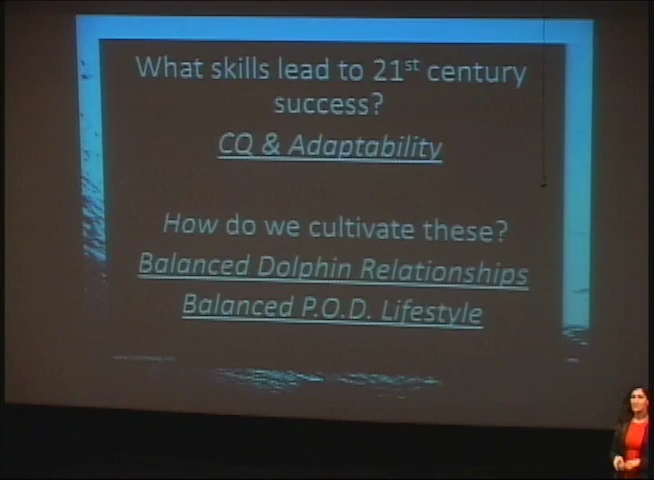 What skills lead to 21st century
success?
CQ & Adaptability
How do we cultivate these?
Balanced Dolphin Relationships
Balanced P.O.D. Lifestyle